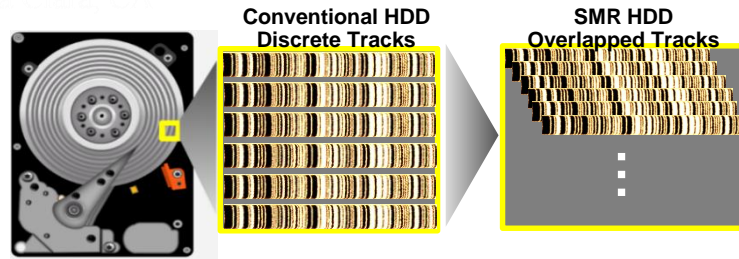 Conventional HDD
Discrete Tracks
SMR HDD
Overlapped Tracks